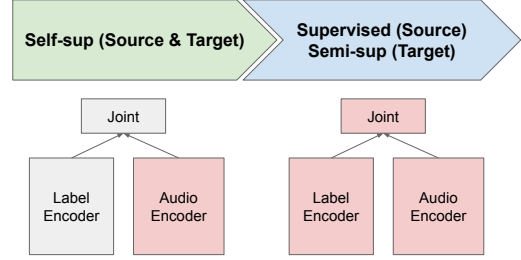 Self-sup (Source & Target)
Supervised (Source)
Semi-sup (Target)
Joint
Label
Encoder
Audio
Encoder
Joint
Label
Encoder
Audio
Encoder